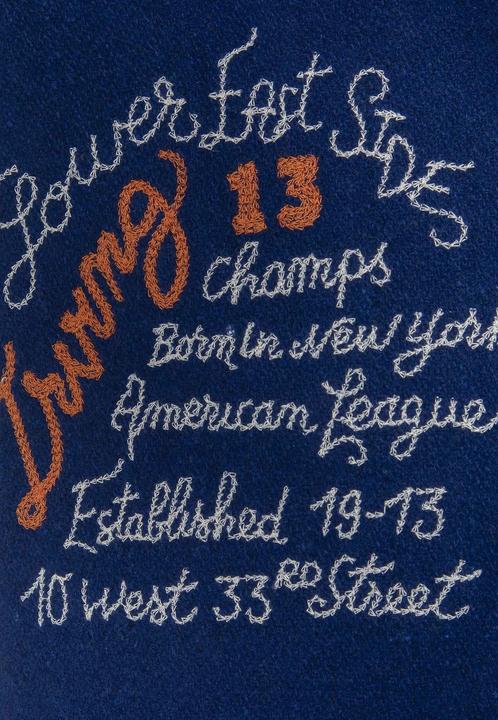 Lower East Side
Irving
13
champs
Born In New York
American League
Established 19-13
10 West 33RD Street